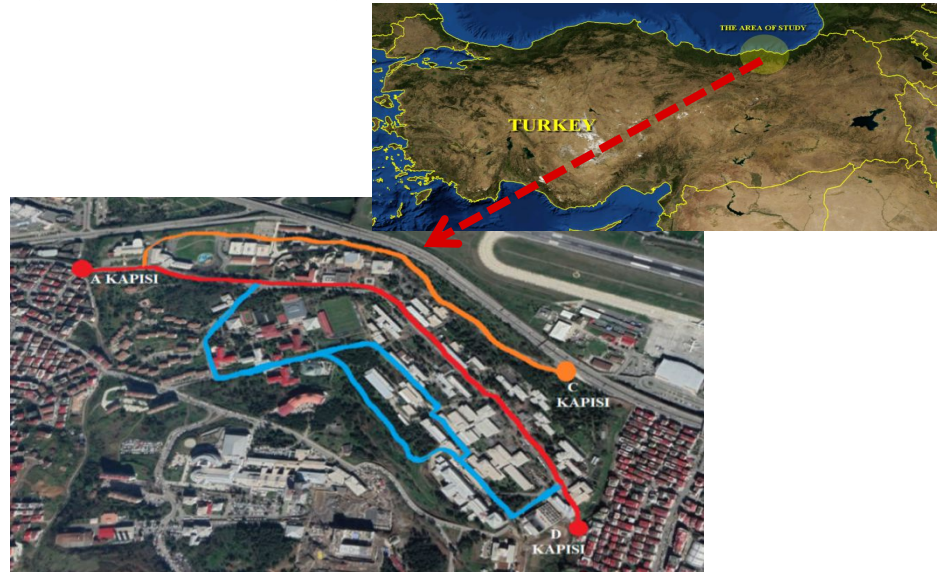 THE AREA OF STUDY
TURKEY
A KAPISI
C
KAPISI
D
KAPISI